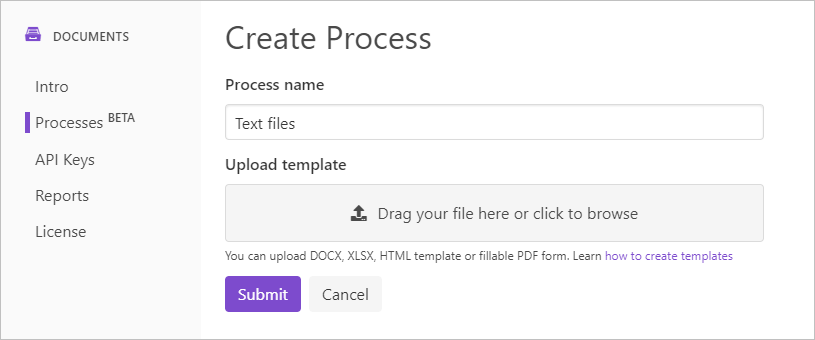 DOCUMENTS
Intro
Processes BETA
API Keys
Reports
License
Create Process
Process name
Text files
Upload template
Drag your file here or click to browse
You can upload DOCX, XLSX, HTML template or fillable PDF form. Learn how to create templates
Submit Cancel